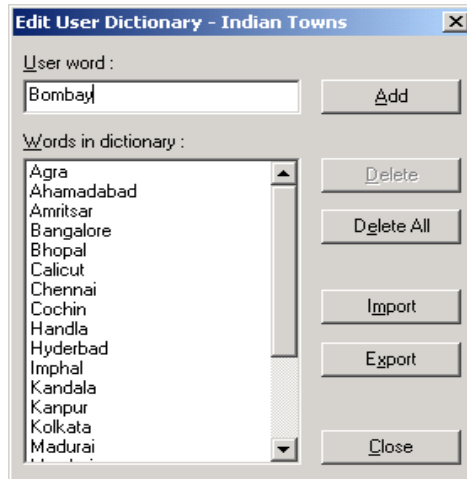 Edit User Dictionary - Indian Towns
User word :
Bombay
Add
Words in dictionary :
Agra
Ahamadabad
Amritsar
Bangalore
Bhopal
Calicut
Chennai
Cochin
Handla
Hyderbad
Imphal
Kandala
Kanpur
Kolkata
Madurai
Delete
Delete All
Import
Export
Close